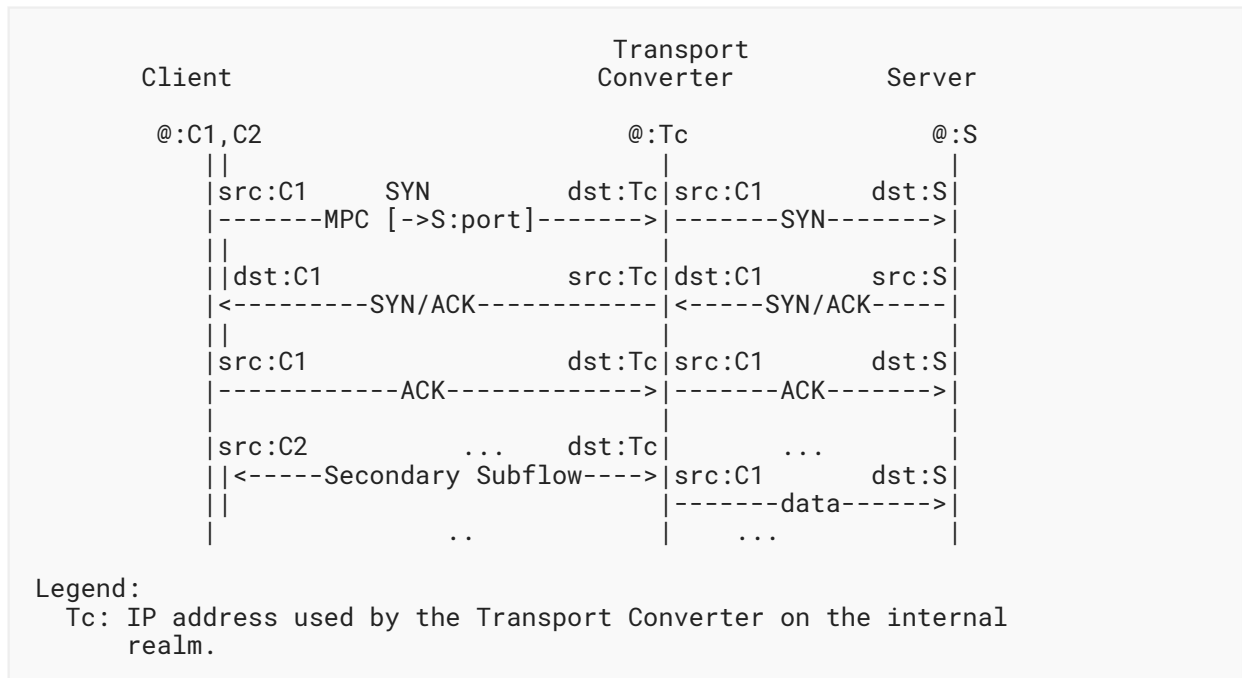 Transport
       Client                        Converter          Server

        @:C1,C2                        @:Tc                @:S
           ||                             |                  |
           |src:C1     SYN          dst:Tc|src:C1       dst:S|
           |-------MPC [->S:port]-------->|-------SYN------->|
           ||                             |                  |
           ||dst:C1                 src:Tc|dst:C1       src:S|
           |<---------SYN/ACK-------------|<-----SYN/ACK-----|
           ||                             |                  |
           |src:C1                  dst:Tc|src:C1       dst:S|
           |------------ACK-------------->|-------ACK------->|
           |                              |                  |
           |src:C2          ...     dst:Tc|       ...        |
           ||<-----Secondary Subflow----->|src:C1       dst:S|
           ||                             |-------data------>|
           |               ..             |    ...           |

Legend:
  Tc: IP address used by the Transport Converter on the internal
      realm.